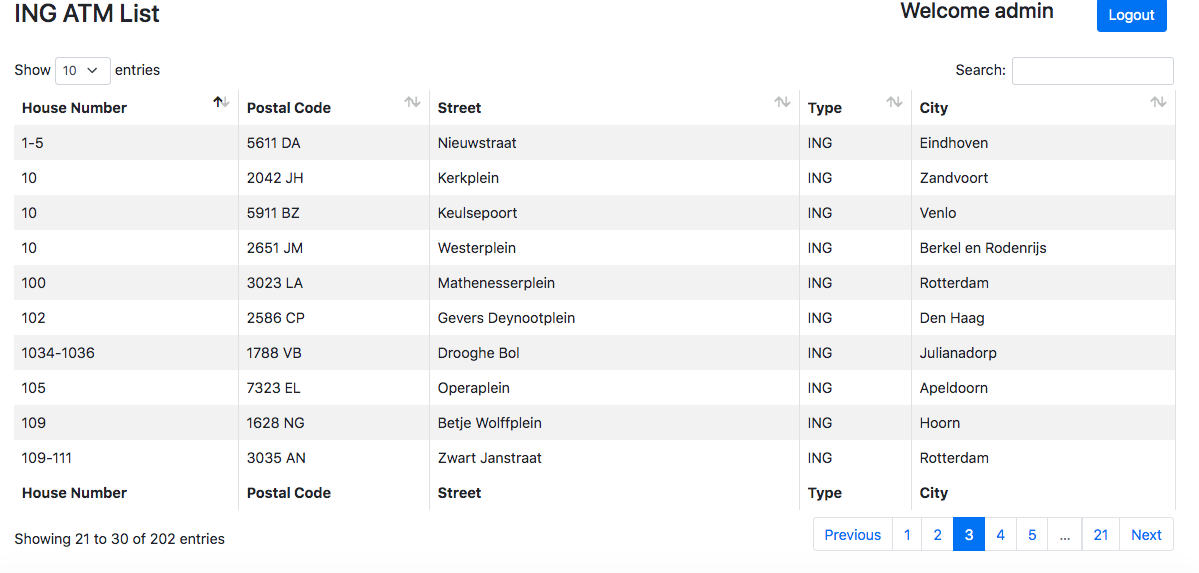 ING ATM List Welcome admin Logout
Show 10 entries Search:
House Number Postal Code Street Type City
1-5 5611 DA Nieuwstraat ING Eindhoven
10 2042 JH Kerkplein ING Zandvoort
10 5911 BZ Keulsepoort ING Venlo
10 2651 JM Westerplein ING Berkel en Rodenrijs
100 3023 LA Mathenesserplein ING Rotterdam
102 2586 CP Gevers Deynootplein ING Den Haag
1034-1036 1788 VB Drooghe Bol ING Julianadorp
105 7323 EL Operaplein ING Apeldoorn
109 1628 NG Betje Wolffplein ING Hoorn
109-111 3035 AN Zwart Janstraat ING Rotterdam
House Number Postal Code Street Type City
Showing 21 to 30 of 202 entries Previous 1 2 3 4 5 ... 21 Next